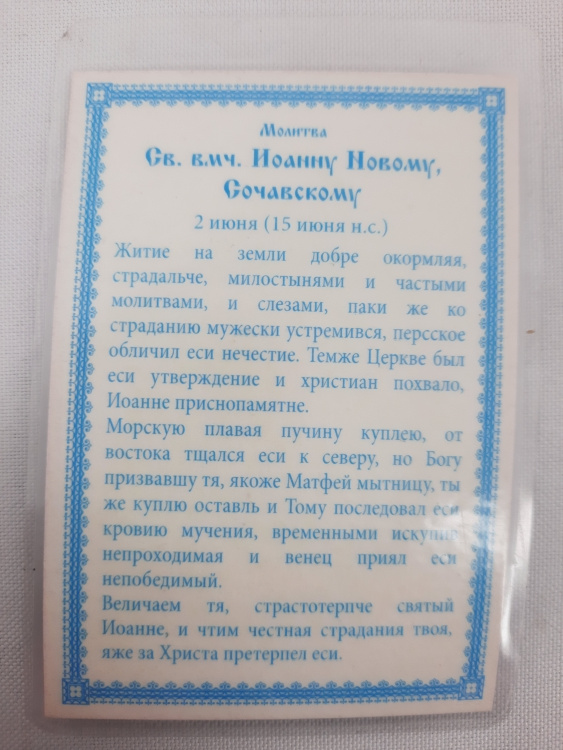 Молитва
Св. вмч. Иоанну Новому,
Сочавскому
2 июня (15 июня н.с.)
Житие на земли добре окормляя,
страдальче, милостынями и частыми
молитвами, и слезами, паки же ко
страданию мужески устремився, персское
обличил еси нечестие. Темже Церкве был
еси утверждение и христиан похвало,
Иоанне приснопамятне.
Морскую плавая пучину куплею, от
востока тщался еси к северу, но Богу
призвавшу тя, якоже Матфей мытницу, ты
же куплю оставль и Тому последовал еси
кровию мучения, временными искупив
непроходимая и венец приял еси
непобедимый.
Величаем тя, страстотерпче святый
Иоанне, и чтим честная страдания твоя,
яже за Христа претерпел еси.